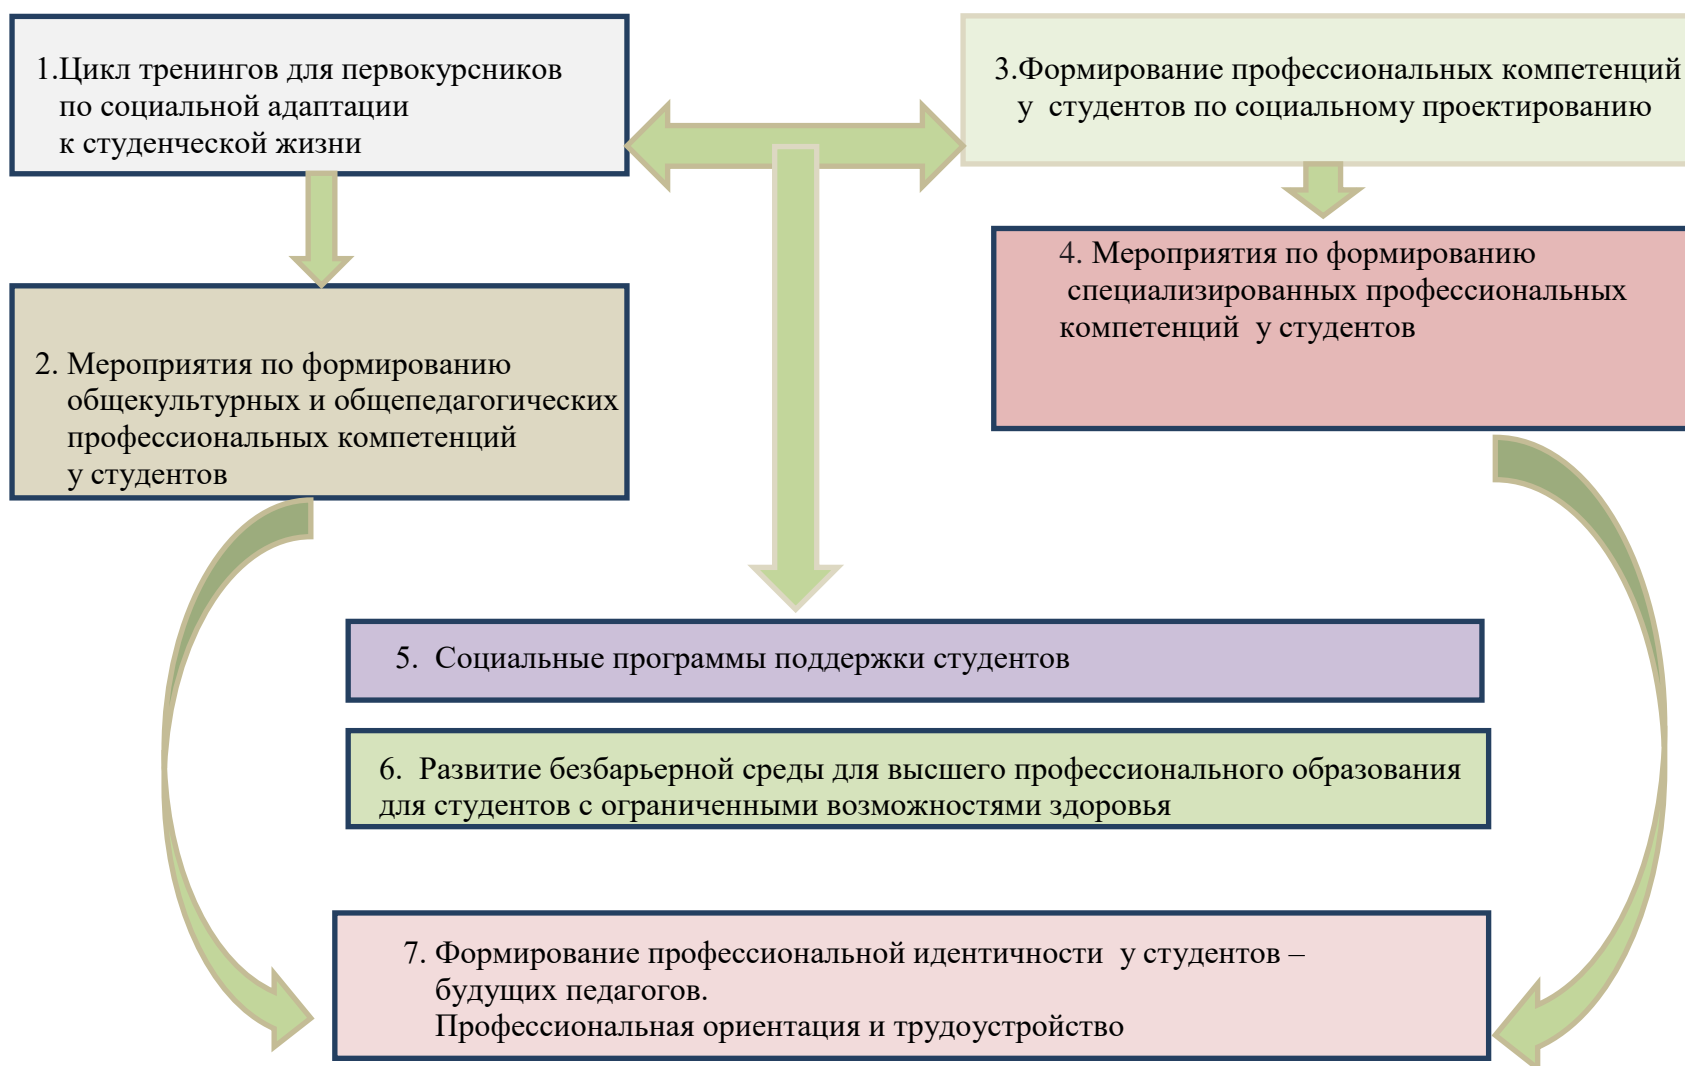 1.Цикл тренингов для первокурсников
по социальной адаптации
к студенческой жизни
3.Формирование профессиональных компетенций
у студентов по социальному проектированию
2. Мероприятия по формированию
общекультурных и общепедагогических
профессиональных компетенций
у студентов
4. Мероприятия по формированию
специализированных профессиональных
компетенций у студентов
5. Социальные программы поддержки студентов
6. Развитие безбарьерной среды для высшего профессионального образования
для студентов с ограниченными возможностями здоровья
7. Формирование профессиональной идентичности у студентов –
будущих педагогов.
Профессиональная ориентация и трудоустройство